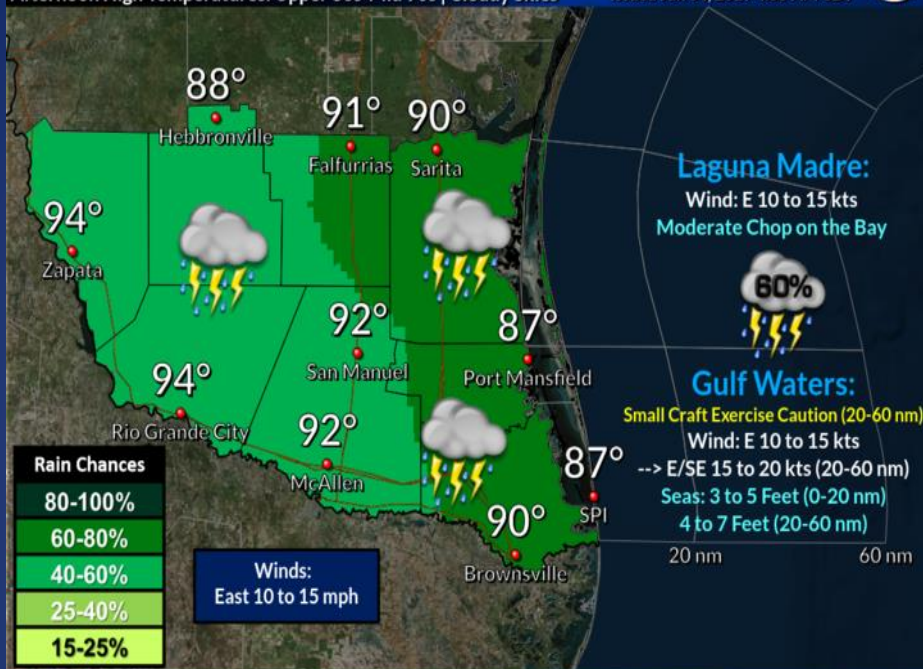 88°
Hebbronville
91°
Falfurrias
90°
Sarita
Laguna Madre:
Wind: E 10 to 15 kts
Moderate Chop on the Bay
94°
Zapata
60%
92°
San Manuel
87°
Port Mansfield
Gulf Waters:
Small Craft Exercise Caution (20-60 nm)
Wind: E 10 to 15 kts
--> E/SE 15 to 20 kts (20-60 nm)
Seas: 3 to 5 Feet (0-20 nm)
4 to 7 Feet (20-60 nm)
94°
Rio Grande City
92°
McAllen
87°
SPI
90°
Brownsville
20 nm
60 nm
Rain Chances
80-100%
60-80%
40-60%
25-40%
15-25%
Winds:
East 10 to 15 mph